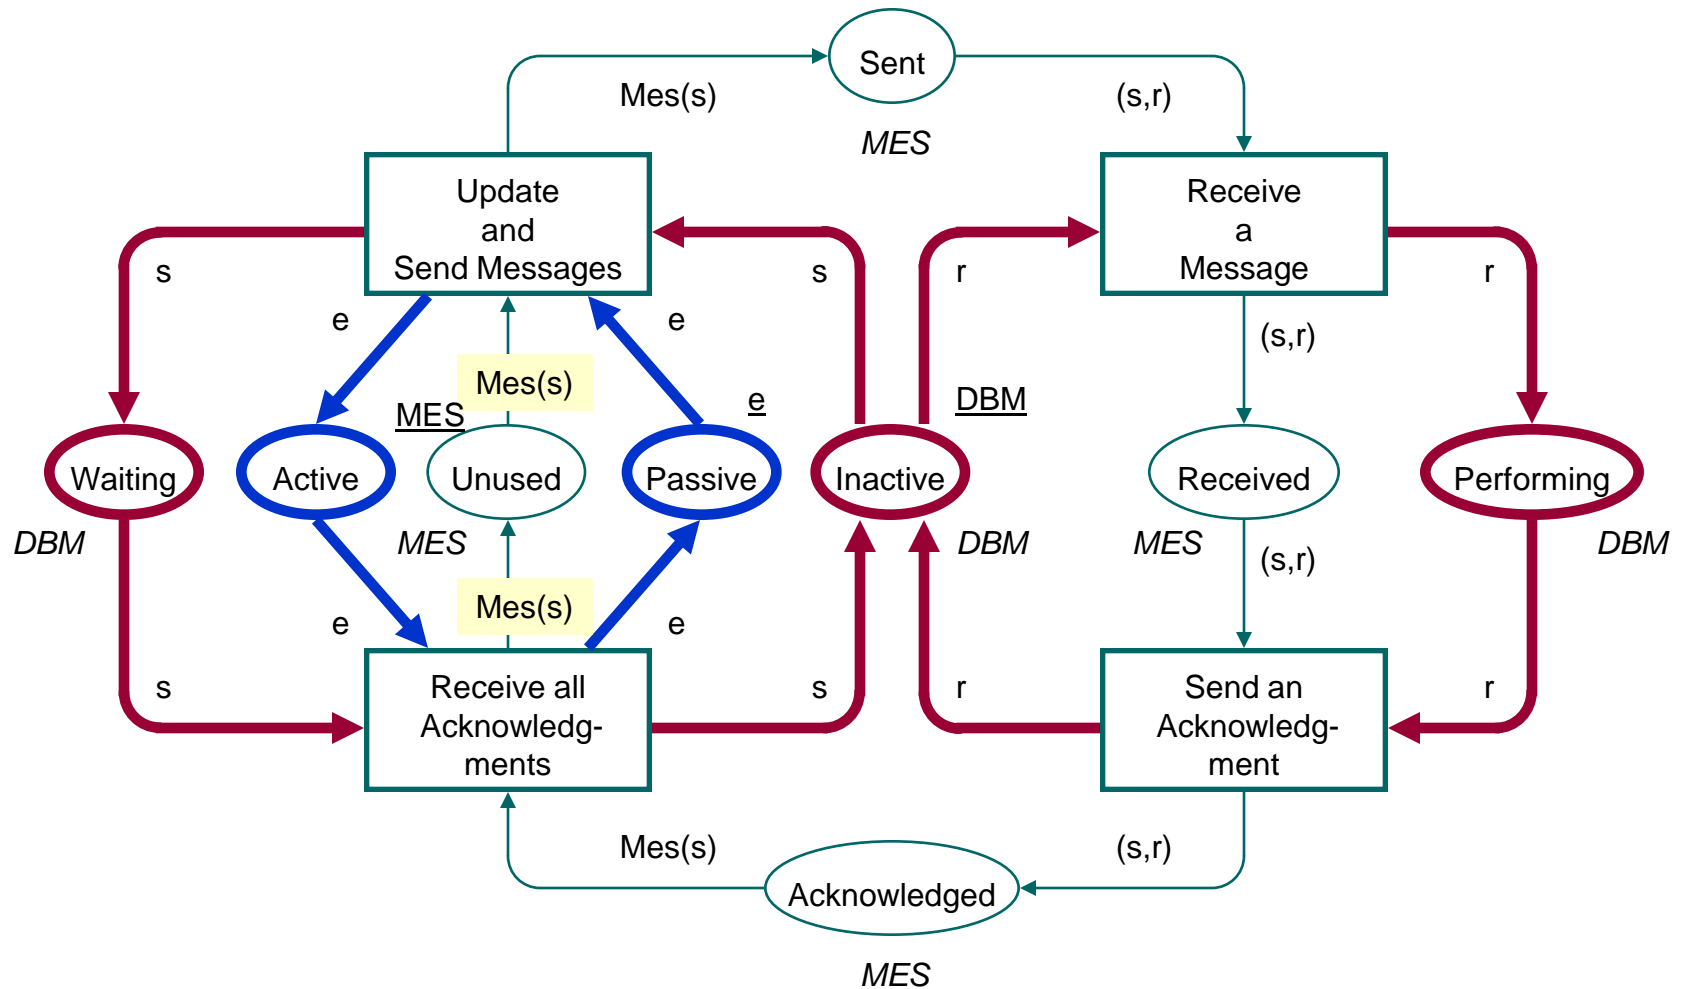 Sent
Mes(s)
(s,r)
MES
Update
and
Send Messages
Receive
a
Message
s
s
r
r
e
e
(s,r)
Mes(s)
MES
e
DBM
Waiting
Active
Unused
Passive
Inactive
Received
Performing
DBM
MES
DBM
MES
DBM
(s,r)
Mes(s)
e
e
s
s
r
r
Receive all
Acknowledg-
ments
Send an
Acknowledg-
ment
Mes(s)
(s,r)
Acknowledged
MES